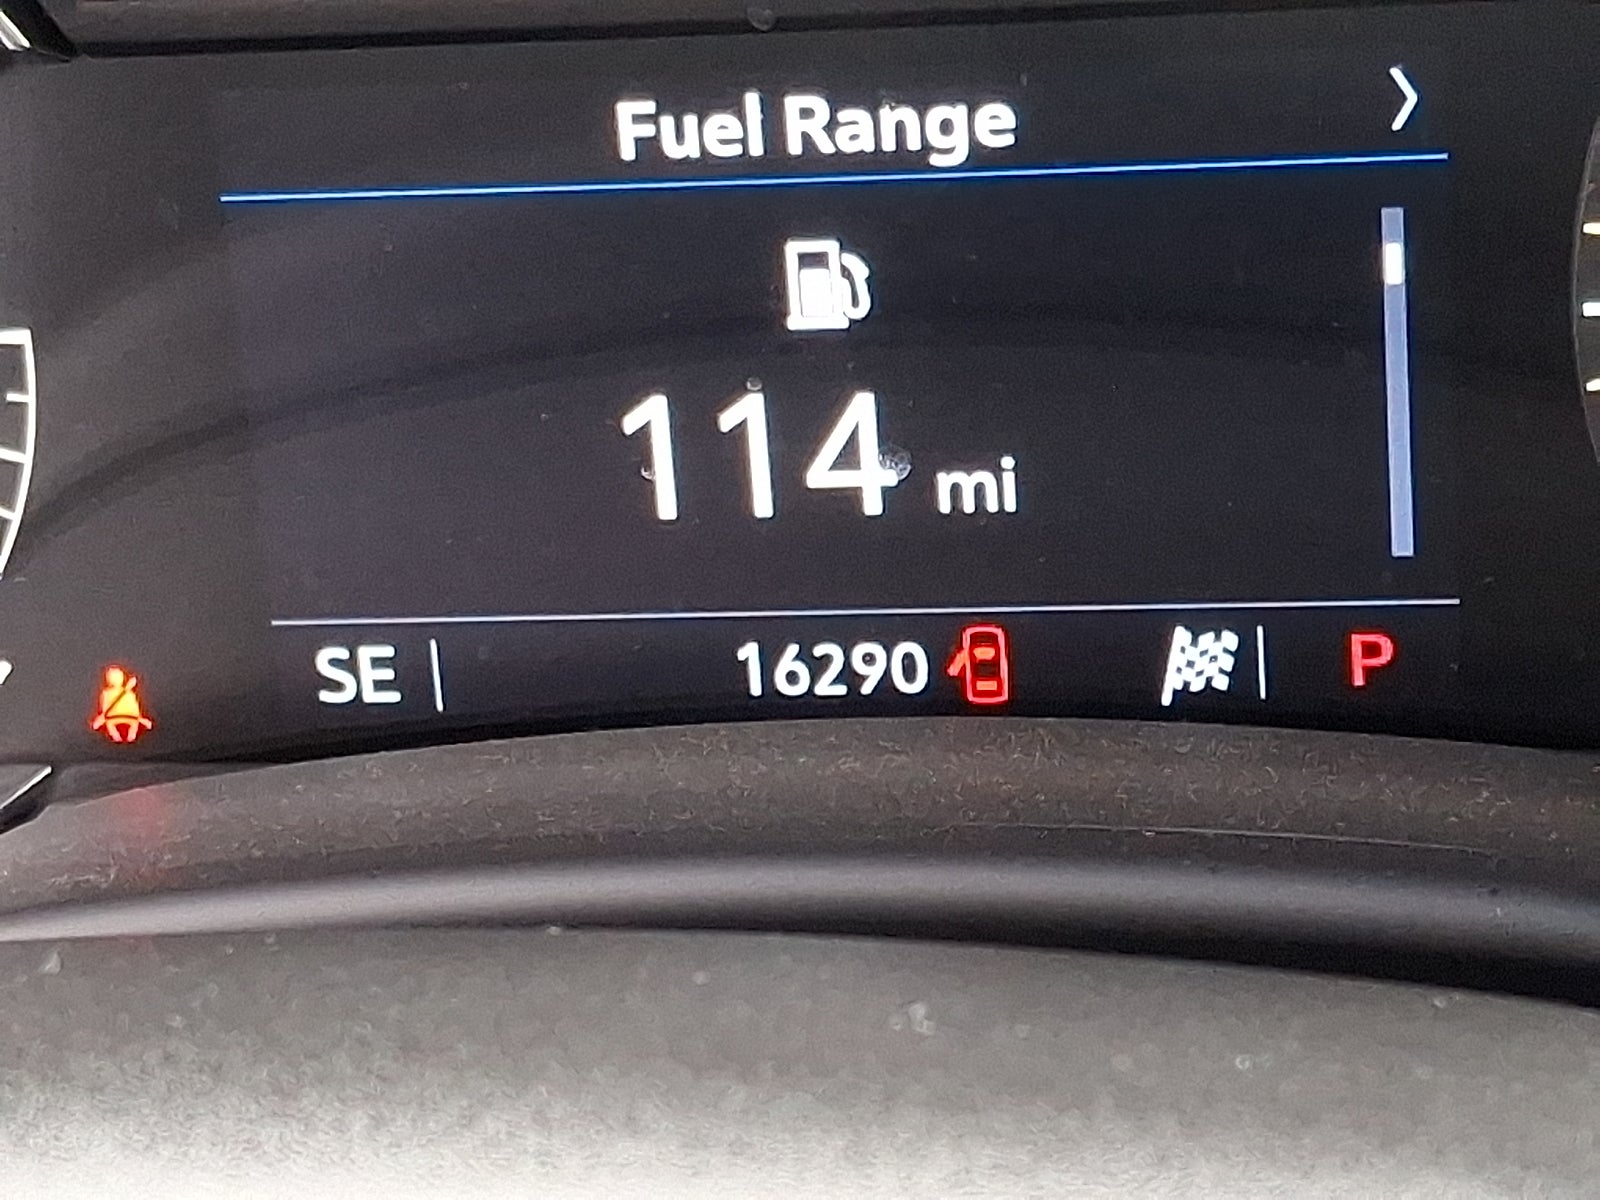 Fuel Range
114 mi
SE 16290 P